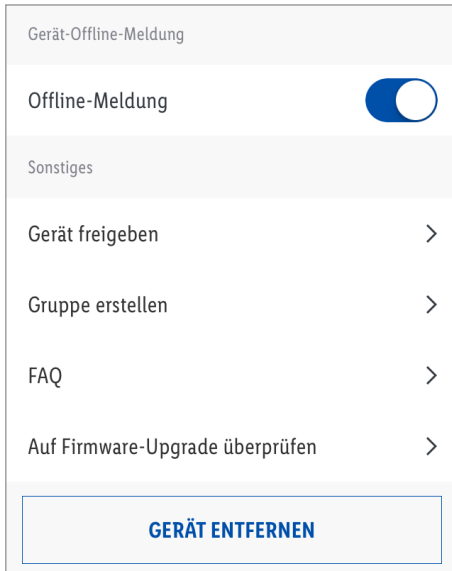 Gerät-Offline-Meldung
Offline-Meldung
Sonstiges
Gerät freigeben
Gruppe erstellen
FAQ
Auf Firmware-Upgrade überprüfen
GERÄT ENTFERNEN